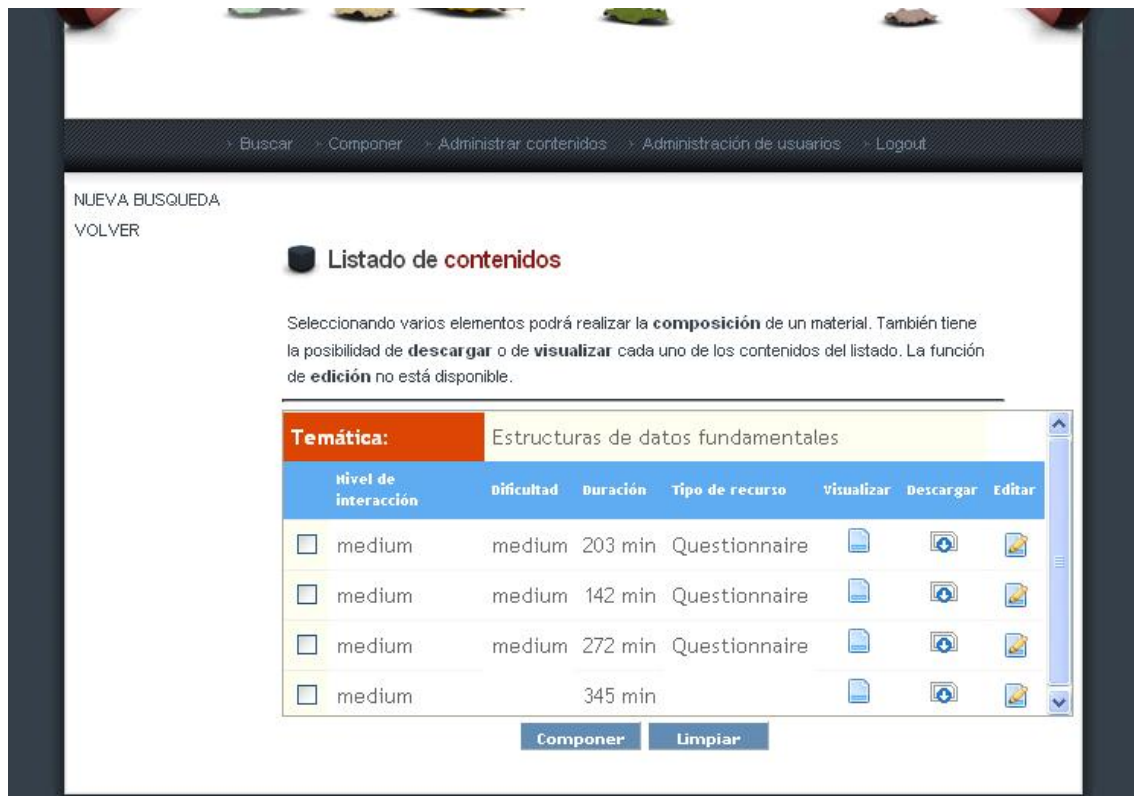 Buscar Componer Administrar contenidos Administración de usuarios Logout
NUEVA BUSQUEDA
VOLVER
Listado de contenidos
Seleccionando varios elementos podrá realizar la composición de un material. También tiene
la posibilidad de descargar o de visualizar cada uno de los contenidos del listado. La función
de edición no está disponible.
Temática: Estructuras de datos fundamentales
Nivel de interacción Dificultad Duración Tipo de recurso Visualizar Descargar Editar
medium medium 203 min Questionnaire
medium medium 142 min Questionnaire
medium medium 272 min Questionnaire
medium 345 min
Componer Limpiar